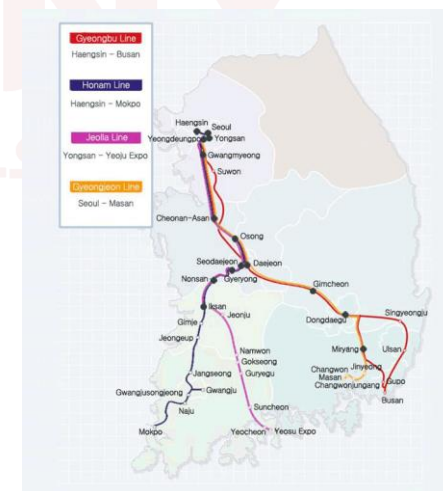 Gyeongbu Line
Haengsin - Busan
Honam Line
Haengsin - Mokpo
Jeolla Line
Yongsan - Yeoju Expo
Gyeongjeon Line
Seoul - Masan
Haengsin
Seoul
Yeongdeungpo
Yongsan
Gwangmyeong
Suwon
Cheonan-Asan
Osong
Seodaejeon
Daejeon
Nonsan
Gyeryong
Gimcheon
Iksan
Jeonju
Dongdaegu
Singyeongju
Gimje
Jeongeup
Namwon
Gokseong
Guryegu
Miryang
Ulsan
Jangseong
Jinyeong
Changwon
Masan
Changwonjungang
Gupo
Gwangjusongjeong
Gwangju
Busan
Naju
Suncheon
Mokpo
Yeocheon
Yeosu Expo